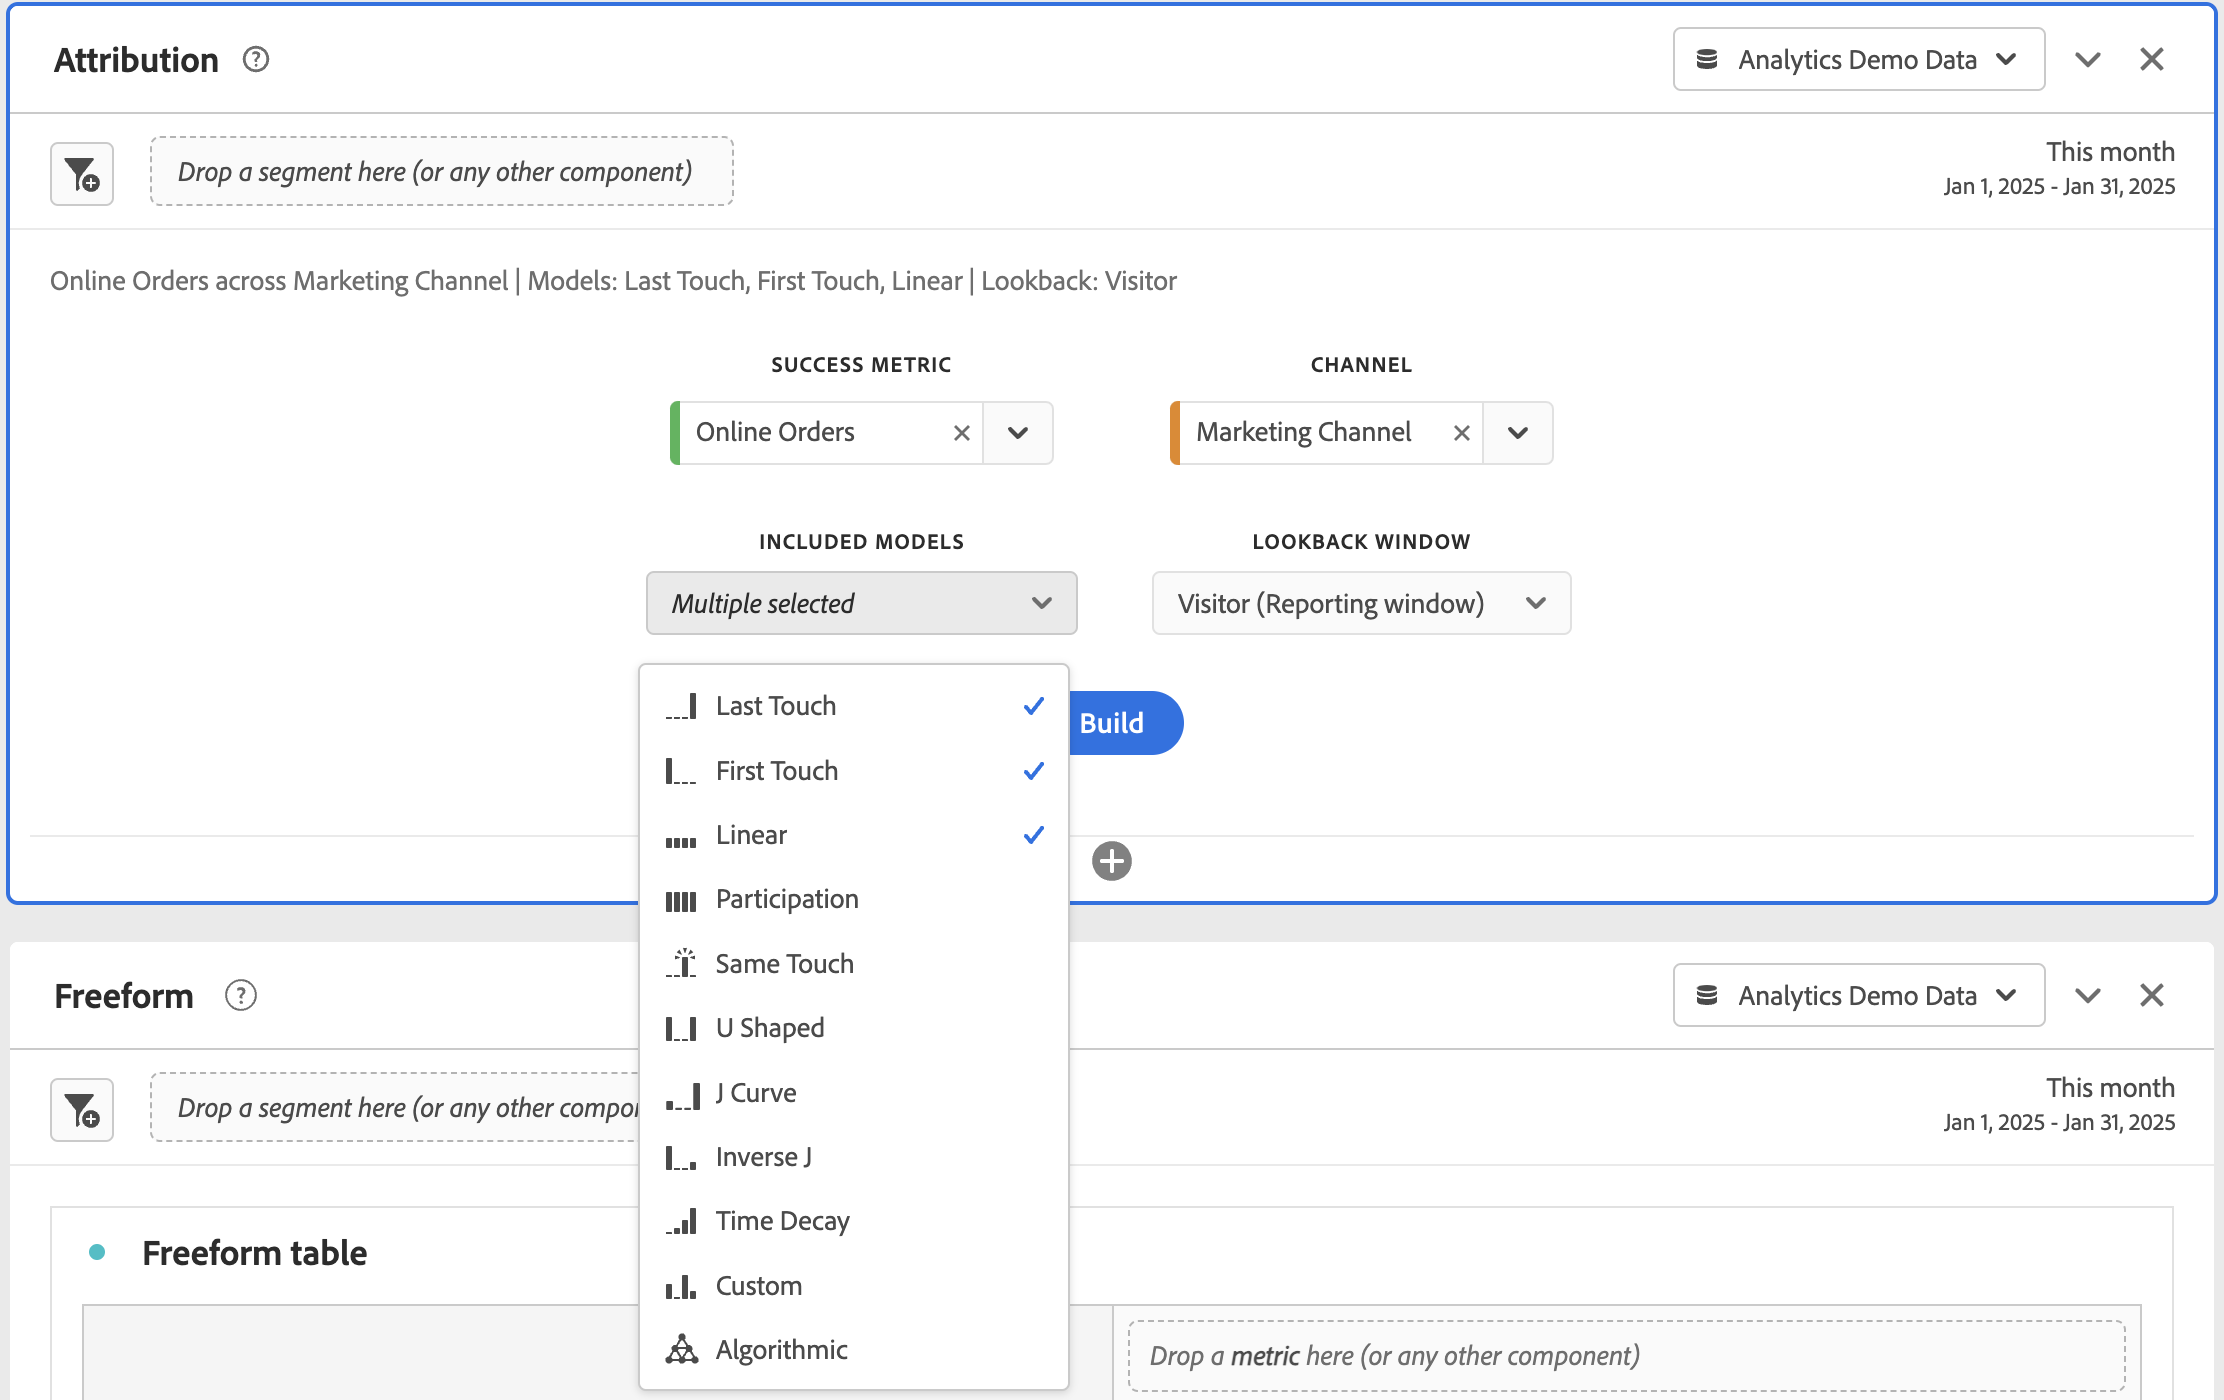 Attribution
Analytics Demo Data
Drop a segment here (or any other component)
This month
Jan 1, 2025 - Jan 31, 2025
Online Orders across Marketing Channel | Models: Last Touch, First Touch, Linear | Lookback: Visitor
SUCCESS METRIC
CHANNEL
Online Orders
Marketing Channel
INCLUDED MODELS
LOOKBACK WINDOW
Multiple selected
Visitor (Reporting window)
Last Touch
Build
First Touch
Linear
Participation
Same Touch
U Shaped
J Curve
Inverse J
Time Decay
Custom
Algorithmic
Freeform
Analytics Demo Data
Drop a segment here (or any other compo
This month
Jan 1, 2025 - Jan 31, 2025
Freeform table
Drop a metric here (or any other component)